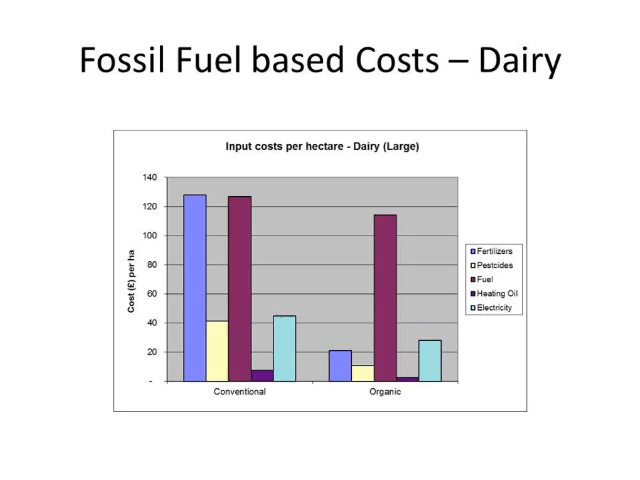 Fossil Fuel based Costs – Dairy
Input costs per hectare - Dairy (Large)
140
120
100
80
60
40
20
-
Cost (£) per ha
Conventional
Organic
Fertilizers
Pestcides
Fuel
Heating Oil
Electricity